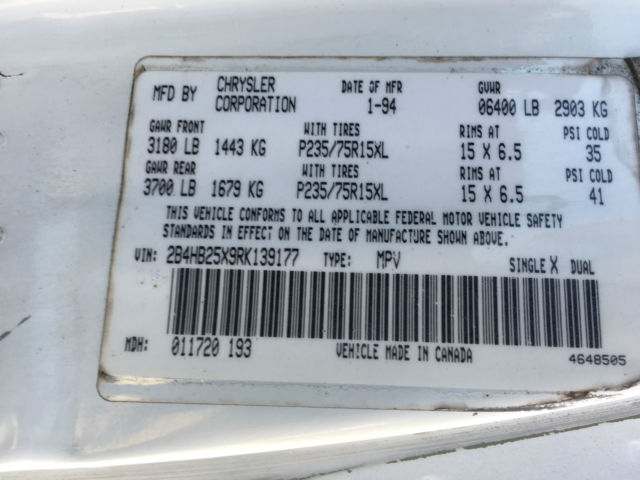 MFD BY CHRYSLER CORPORATION DATE OF MFR 1-94 GVWR 06400 LB 2903 KG
GAWR FRONT WITH TIRES RIMS AT PSI COLD
3180 LB 1443 KG P235/75R15XL 15 X 6.5 35
GAWR REAR WITH TIRES RIMS AT PSI COLD
3700 LB 1679 KG P235/75R15XL 15 X 6.5 41
THIS VEHICLE CONFORMS TO ALL APPLICABLE FEDERAL MOTOR VEHICLE SAFETY
STANDARDS IN EFFECT ON THE DATE OF MANUFACTURE SHOWN ABOVE.
VIN: 2B4HB25X9RK139177 TYPE: MPV SINGLE X DUAL
MDH: 011720 193 VEHICLE MADE IN CANADA 4648505